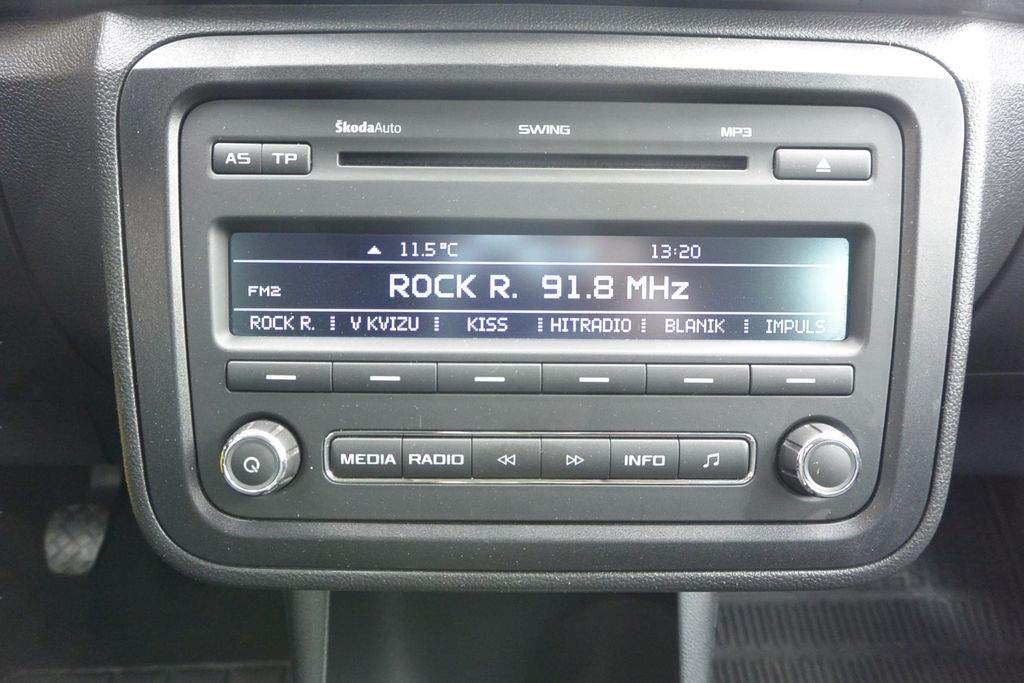 ŠkodaAuto SWING MP3
AS TP
11.5°C 13:20
FM2 ROCK R. 91.8 MHz
ROCK R. V KVIZU KISS HITRADIO BLANIK IMPULS
MEDIA RADIO INFO